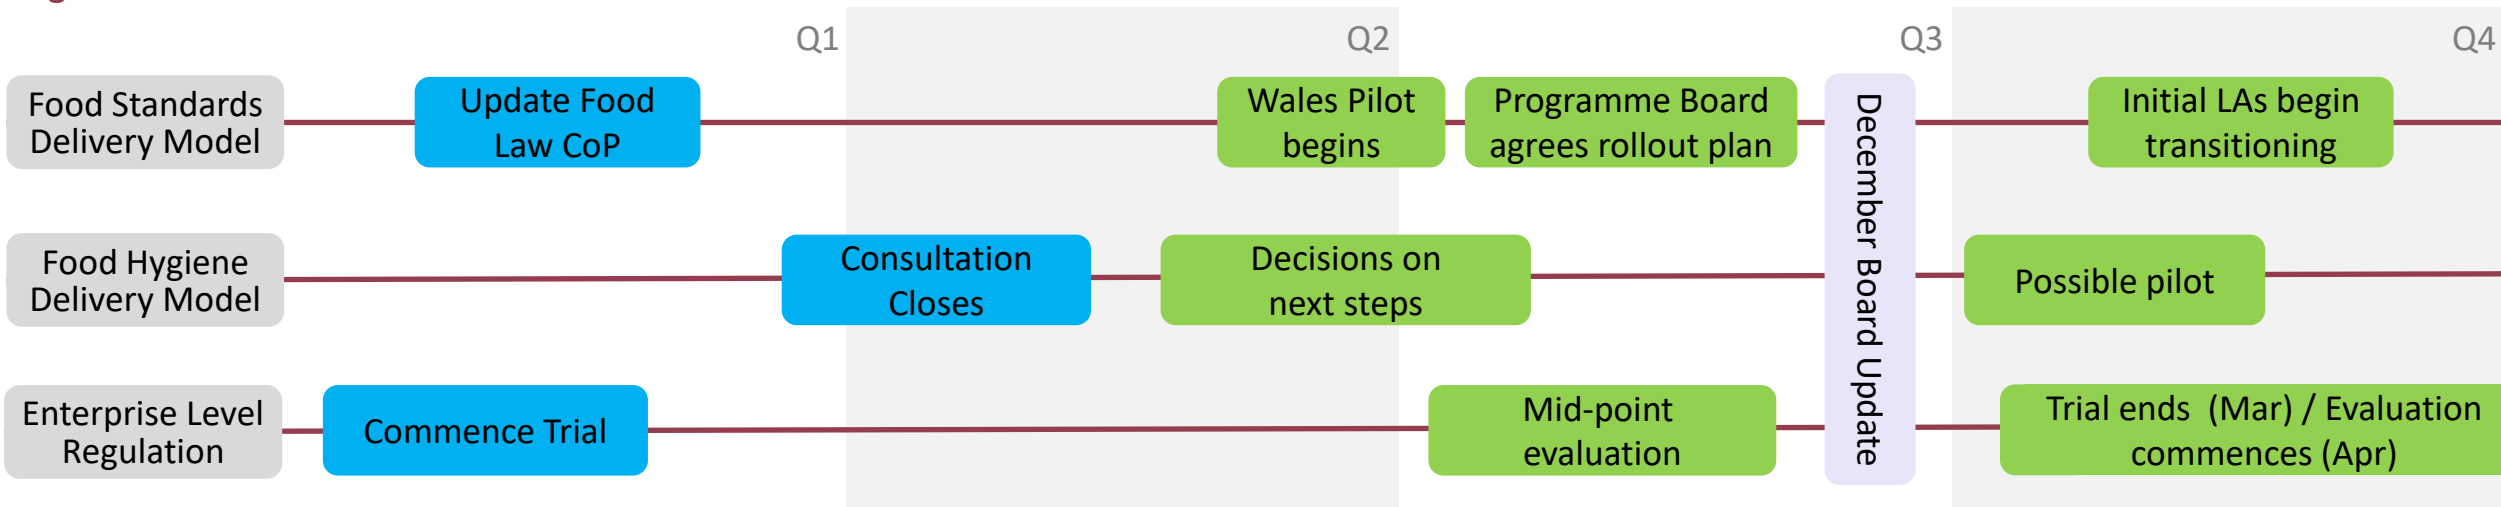 Q1
Q2
Q3
Q4
Food Standards
Delivery Model
Update Food
Law CoP
Wales Pilot
begins
Programme Board
agrees rollout plan
December Board Update
Initial LAs begin
transitioning
Food Hygiene
Delivery Model
Consultation
Closes
Decisions on
next steps
Possible pilot
Enterprise Level
Regulation
Commence Trial
Mid-point
evaluation
Trial ends (Mar) / Evaluation
commences (Apr)